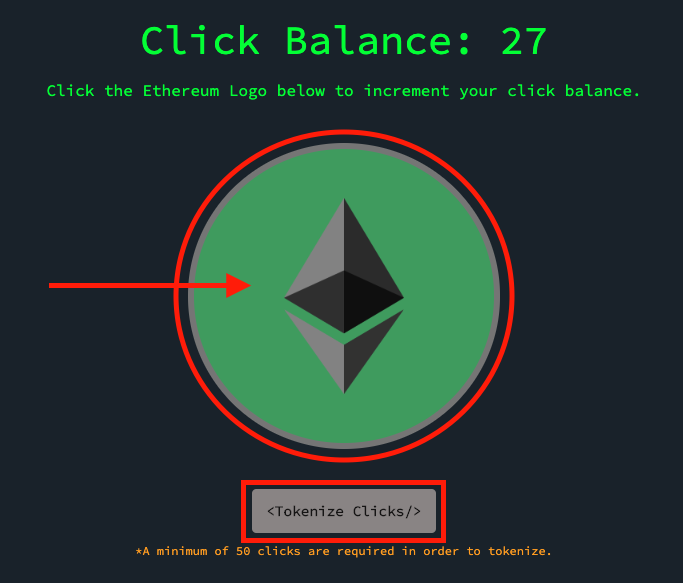 Click Balance: 27
Click the Ethereum Logo below to increment your click balance.
<Tokenize Clicks/>
*A minimum of 50 clicks are required in order to tokenize.